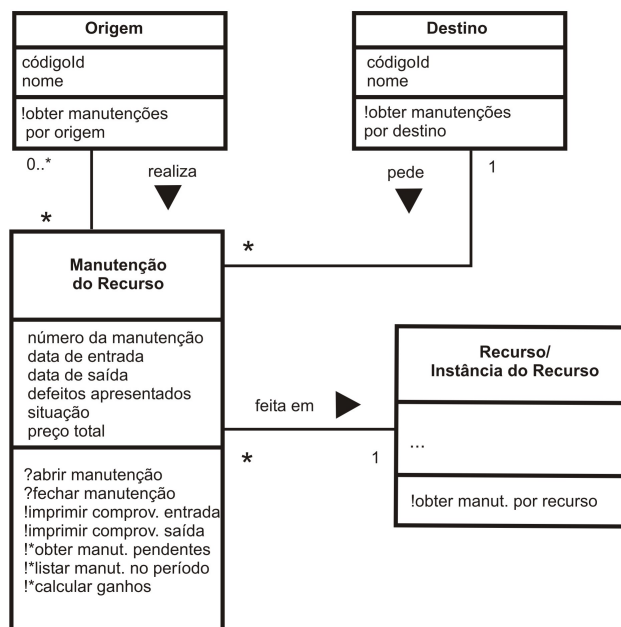 Origem
códigoId
nome
!obter manutenções
por origem
Destino
códigoId
nome
!obter manutenções
por destino
0..*
realiza
*
pede
1
*
Manutenção
do Recurso
número da manutenção
data de entrada
data de saída
defeitos apresentados
situação
preço total
?abrir manutenção
?fechar manutenção
!imprimir comprov. entrada
!imprimir comprov. saída
!*obter manut. pendentes
!*listar manut. no período
!*calcular ganhos
feita em
*
1
Recurso/
Instância do Recurso
...
!obter manut. por recurso